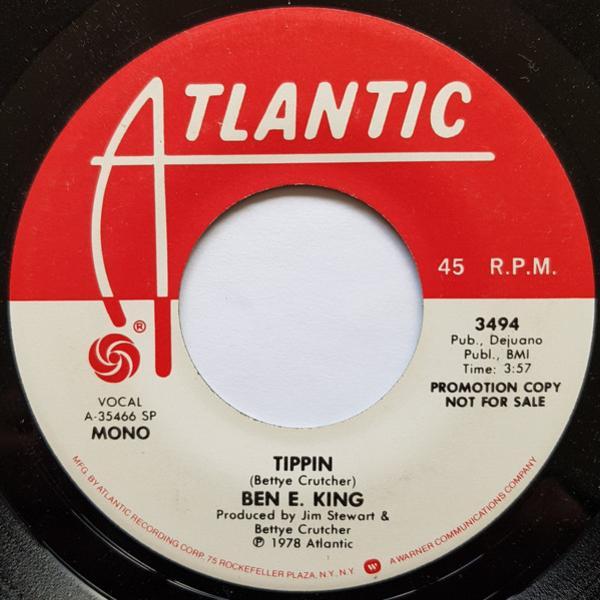 ATLANTIC
45 R.P.M.
®
VOCAL
A-35466 SP
MONO
3494
Pub., Dejuano
Publ., BMI
Time: 3:57
PROMOTION COPY
NOT FOR SALE
TIPPIN
(Bettye Crutcher)
BEN E. KING
Produced by Jim Stewart &
Bettye Crutcher
℗ 1978 Atlantic
MFG. BY ATLANTIC RECORDING CORP. 75 ROCKEFELLER PLAZA, N.Y., N.Y. W A WARNER COMMUNICATIONS COMPANY